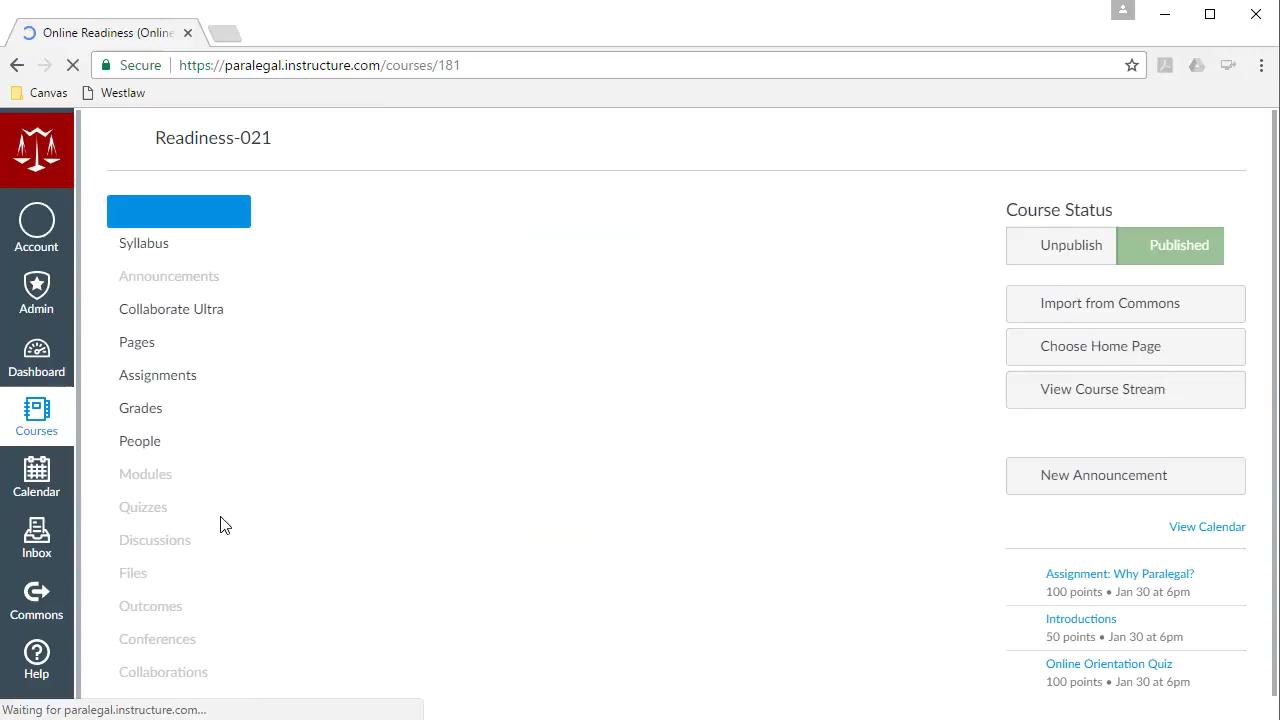 Online Readiness (Online
Secure
https://paralegal.instructure.com/courses/181
Canvas
Westlaw
Readiness-021
Account
Admin
Dashboard
Courses
Calendar
Inbox
Commons
Help
Syllabus
Announcements
Collaborate Ultra
Pages
Assignments
Grades
People
Modules
Quizzes
Discussions
Files
Outcomes
Conferences
Collaborations
Course Status
Unpublish
Published
Import from Commons
Choose Home Page
View Course Stream
New Announcement
View Calendar
Assignment: Why Paralegal?
100 points • Jan 30 at 6pm
Introductions
50 points • Jan 30 at 6pm
Online Orientation Quiz
100 points • Jan 30 at 6pm
Waiting for paralegal.instructure.com...